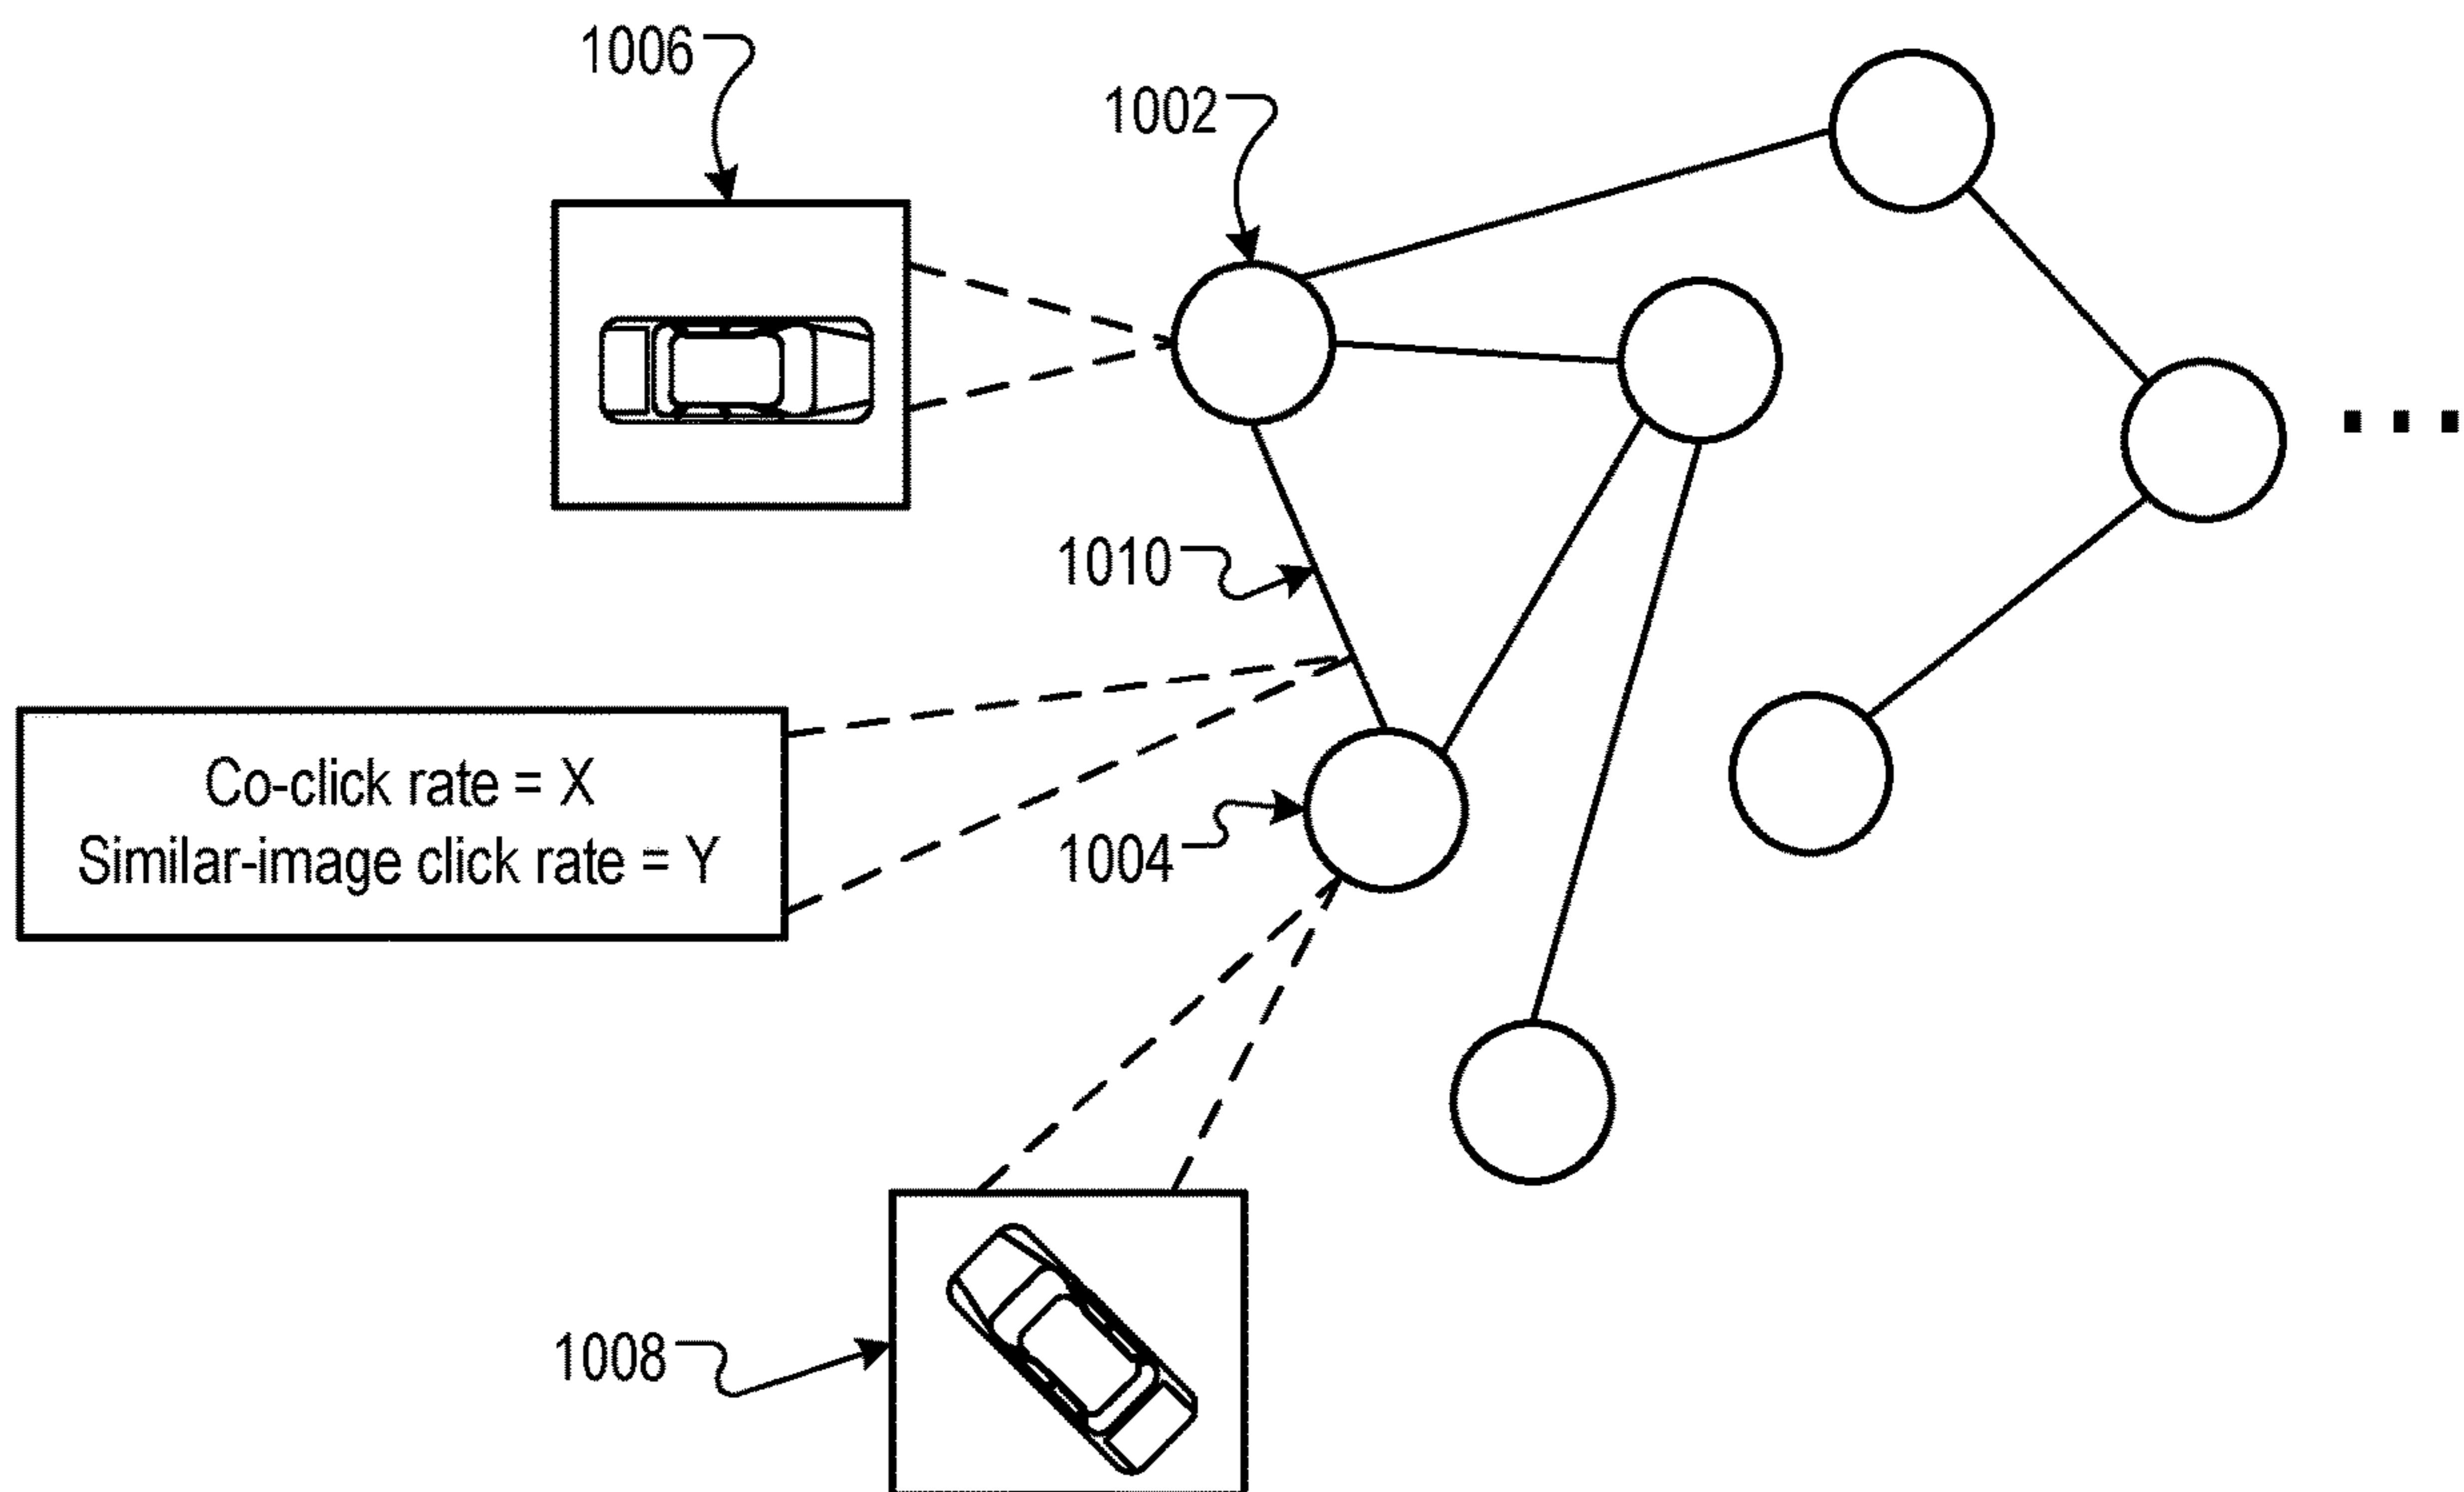 1006
1002
1010
Co-click rate = X
Similar-image click rate = Y
1004
1008